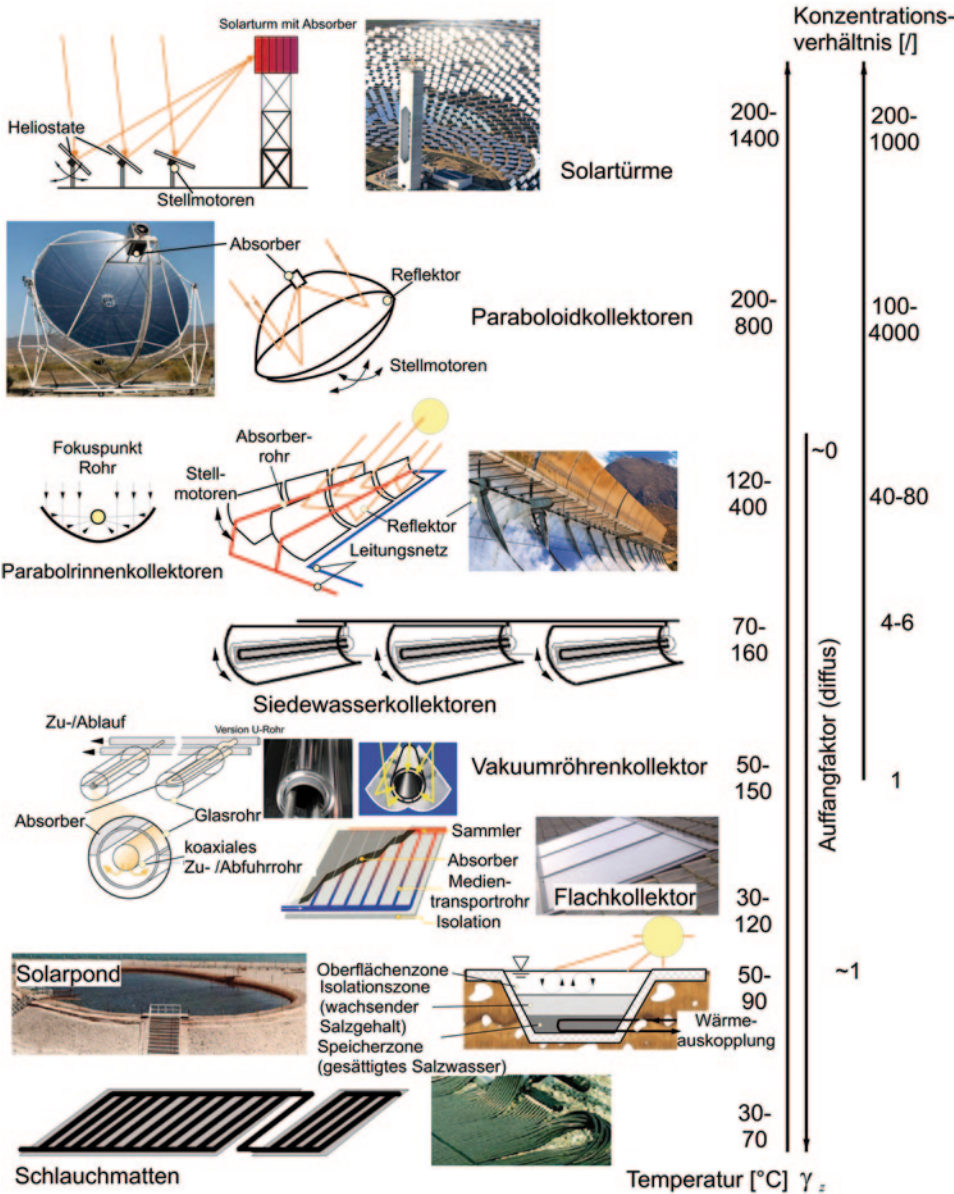 Konzentrations-
verhältnis [/]
Solarturm mit Absorber
Heliostate
Stellmotoren
Solartürme
200-
1400
200-
1000
Absorber
Reflektor
Stellmotoren
Paraboloidkollektoren
200-
800
100-
4000
~0
Fokuspunkt
Rohr
Absorber-
rohr
Stell-
motoren
Reflektor
Leitungsnetz
Parabolrinnenkollektoren
120-
400
40-80
70-
160
4-6
Siedewasserkollektoren
Auffangfaktor (diffus)
Zu-/Ablauf
Version U-Rohr
Vakuumröhrenkollektor
50-
150
1
Absorber
Glasrohr
koaxiales
Zu- /Abfuhrrohr
Sammler
Absorber
Medien-
transportrohr
Isolation
Flachkollektor
30-
120
Solarpond
Oberflächenzone
Isolationszone
(wachsender
Salzgehalt)
Speicherzone
(gesättigtes Salzwasser)
Wärme-
auskopplung
50-
90
~1
30-
70
Schlauchmatten
Temperatur [°C] γ z